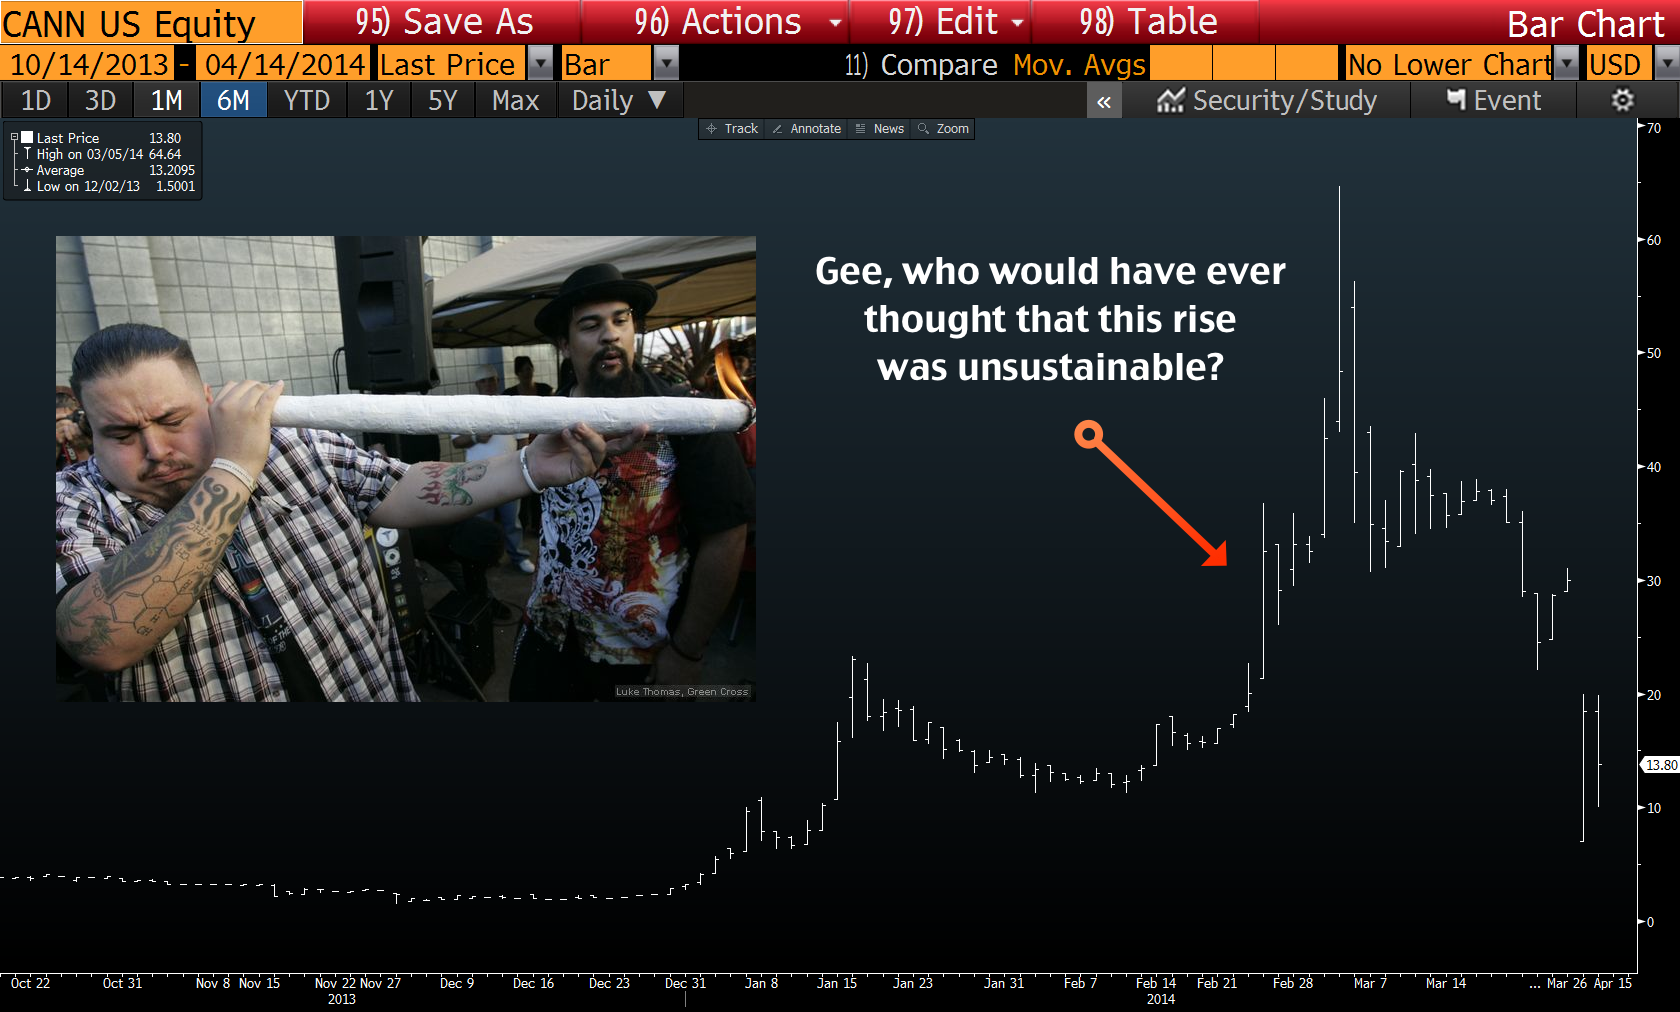 CANN US Equity
95) Save As
96) Actions
97) Edit
98) Table
Bar Chart
10/14/2013 - 04/14/2014
Last Price
Bar
11) Compare
Mov. Avgs
No Lower Chart
USD
1D
3D
1M
6M
YTD
1Y
5Y
Max
Daily ▼
«
Security/Study
Event
Track
Annotate
News
Zoom
Last Price 13.80
High on 03/05/14 64.64
Average 13.2095
Low on 12/02/13 1.5001
Gee, who would have ever
thought that this rise
was unsustainable?
Luke Thomas, Green Cross
70
60
50
40
30
20
13.80
10
0
Oct 22 Oct 31 Nov 8 Nov 15 Nov 22 Nov 27 Dec 9 Dec 16 Dec 23 Dec 31 Jan 8 Jan 15 Jan 23 Jan 31 Feb 7 Feb 14 Feb 21 Feb 28 Mar 7 Mar 14 ... Mar 26 Apr 15
2013 2014